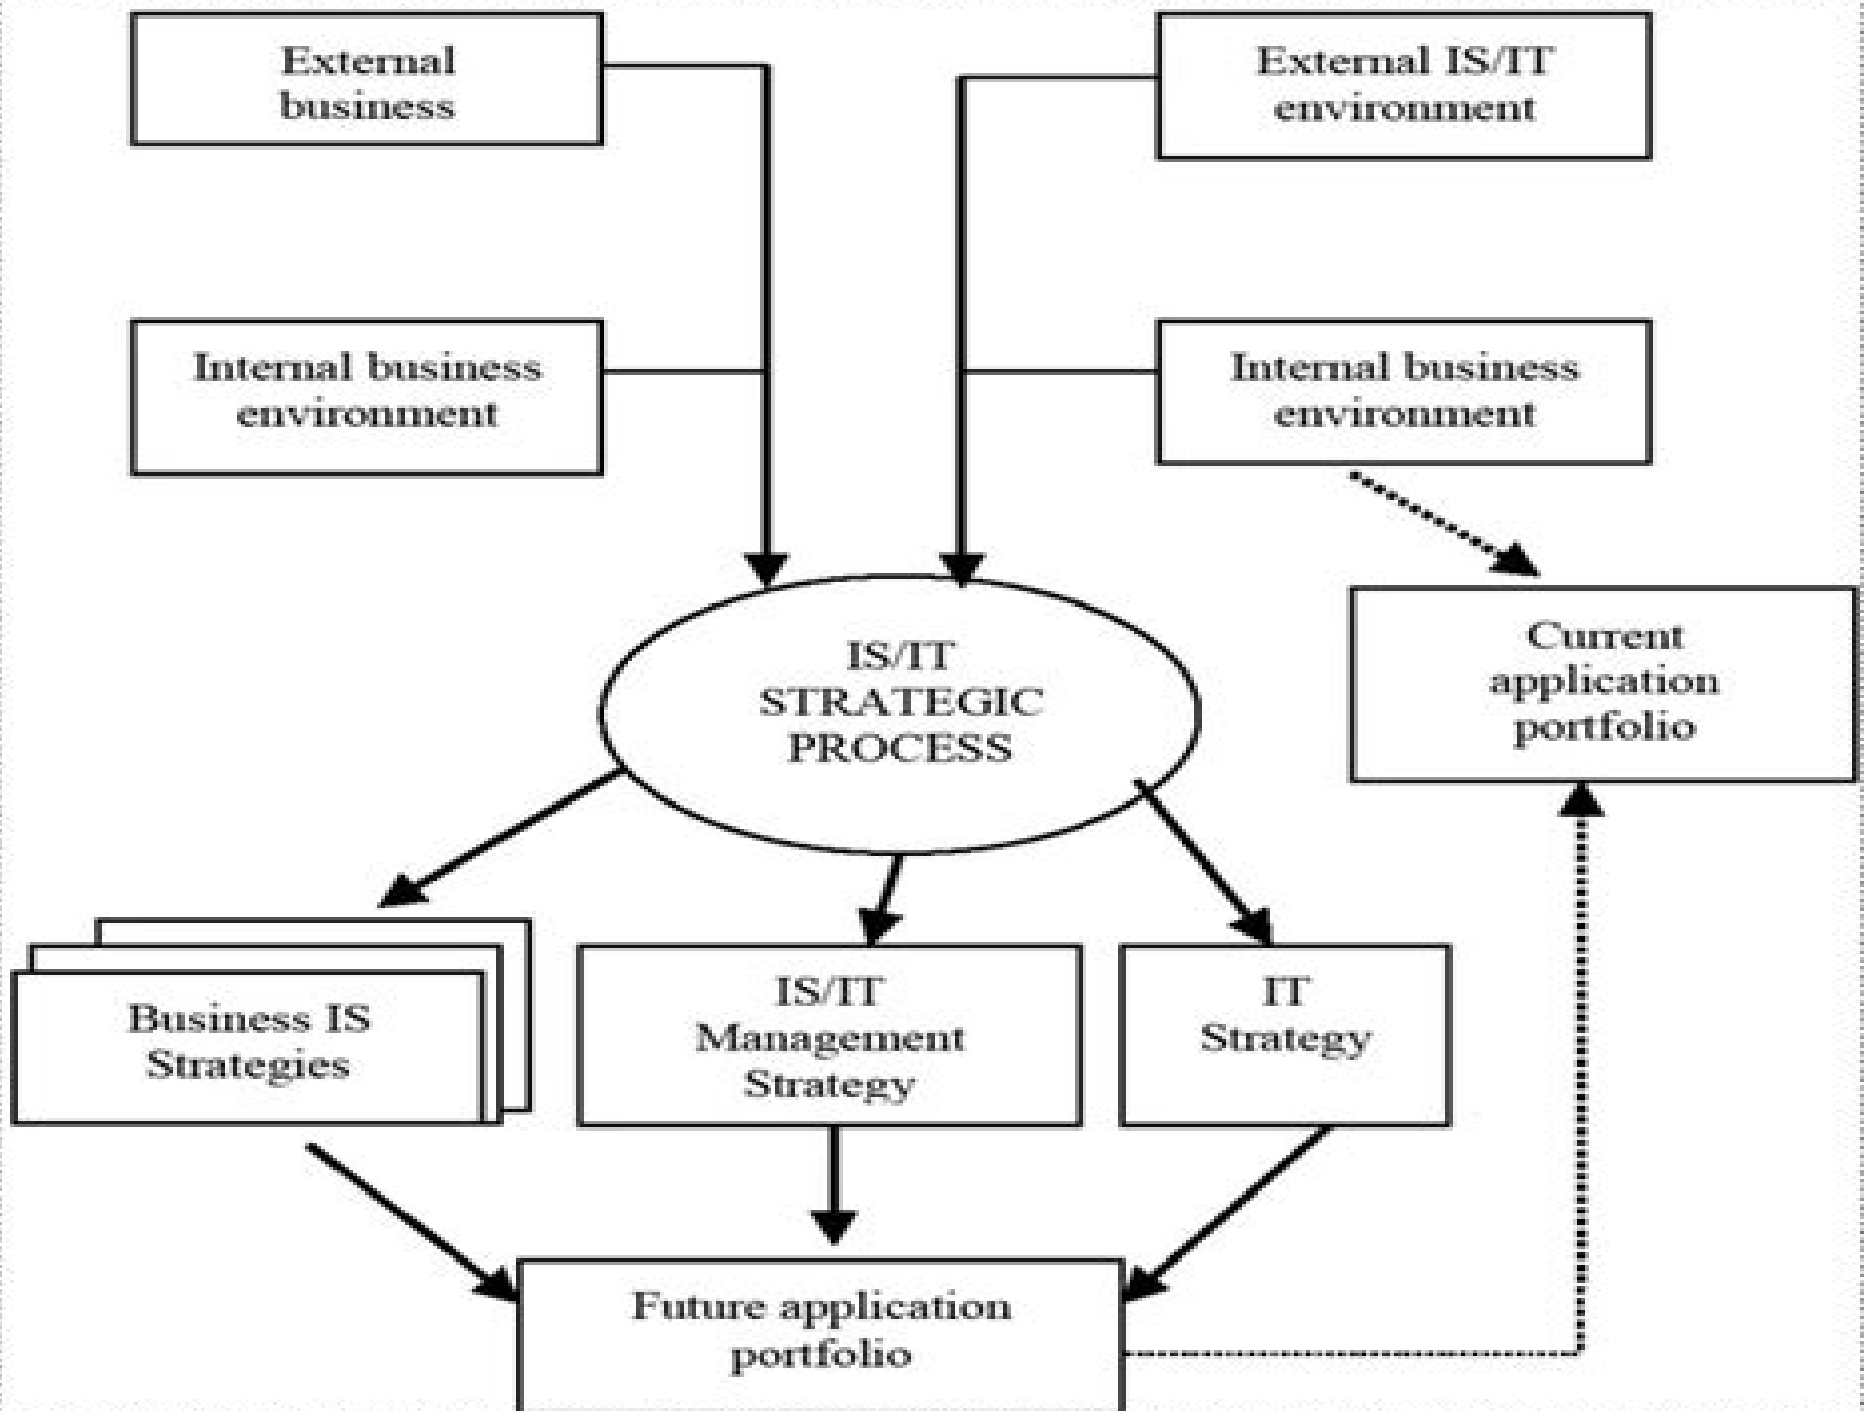 External
business
External IS/IT
environment
Internal business
environment
Internal business
environment
IS/IT
STRATEGIC
PROCESS
Current
application
portfolio
Business IS
Strategies
IS/IT
Management
Strategy
IT
Strategy
Future application
portfolio